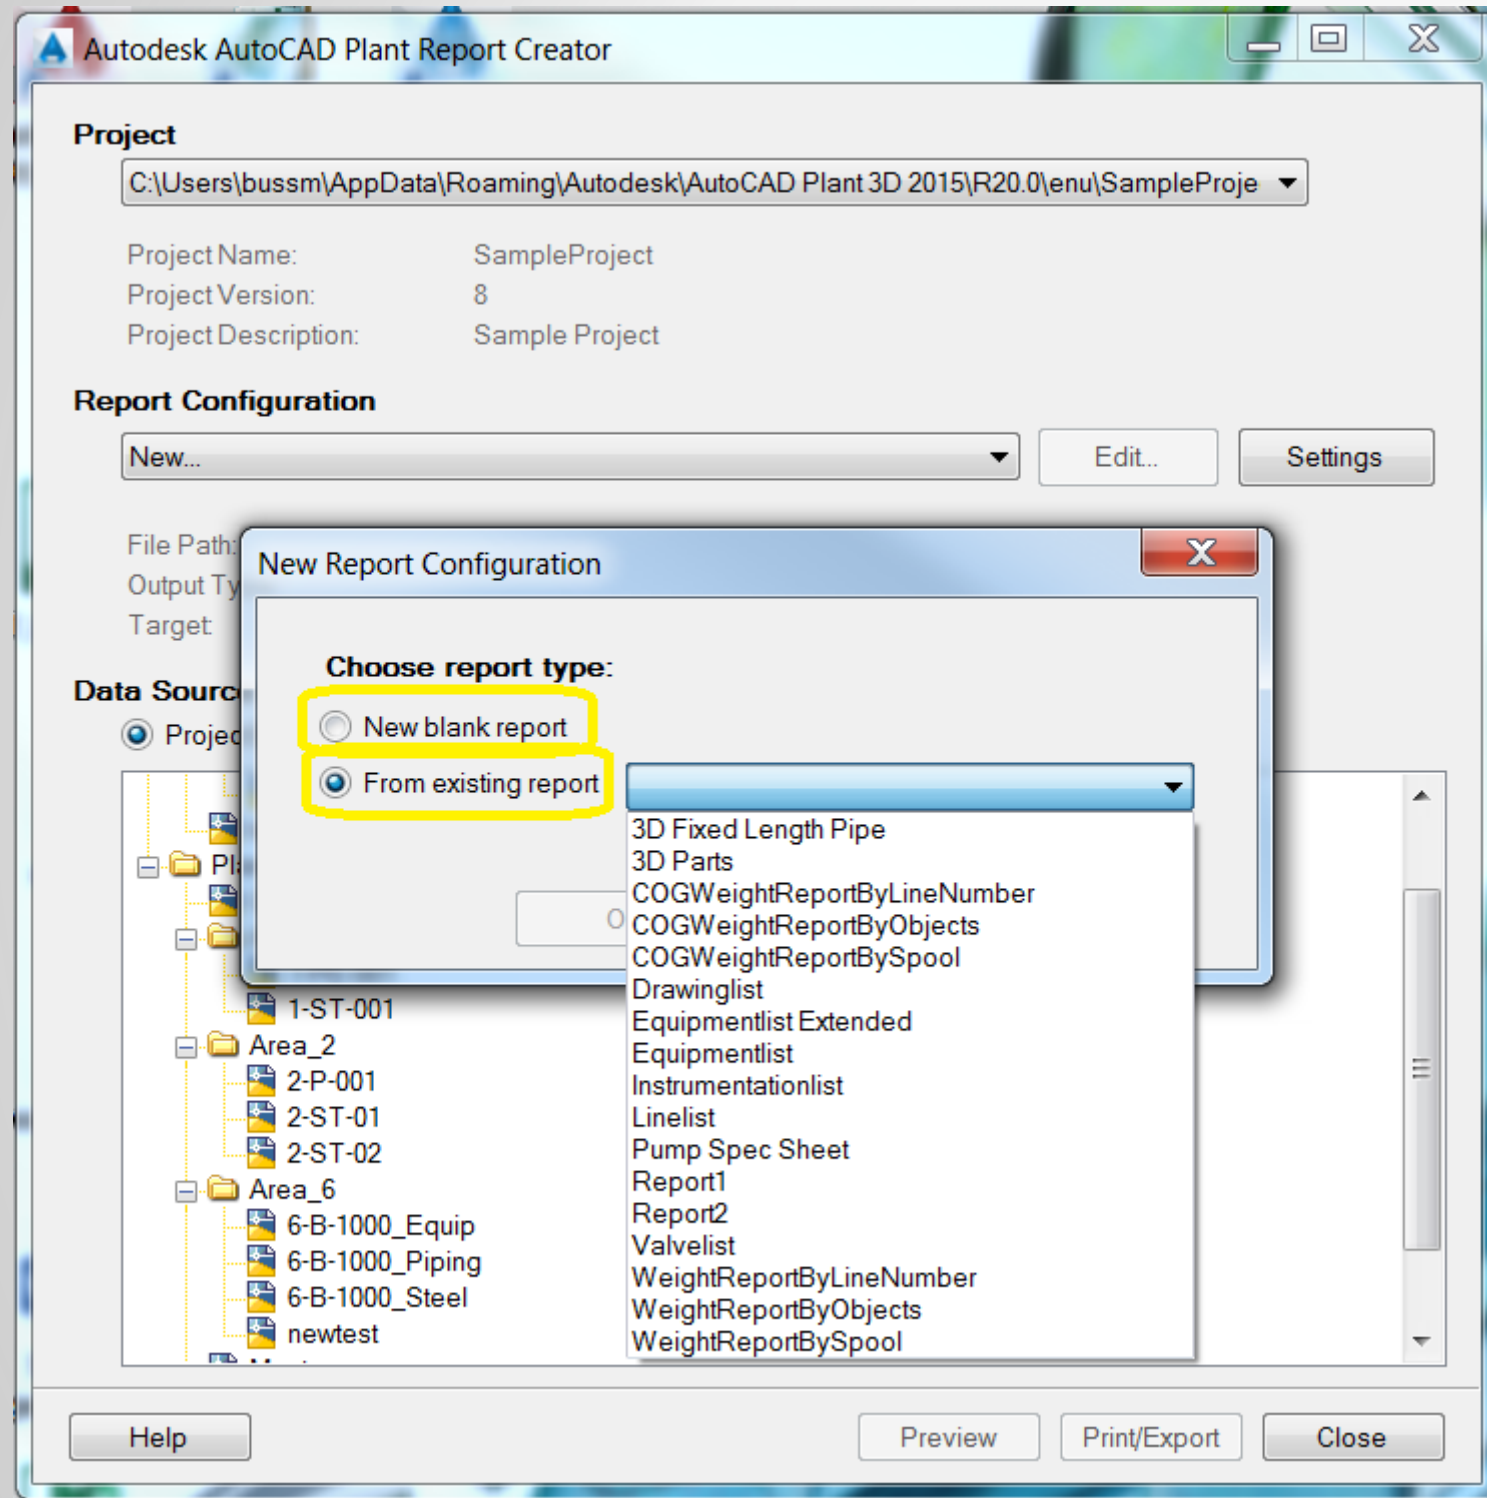 Autodesk AutoCAD Plant Report Creator
Project
C:\Users\bussm\AppData\Roaming\Autodesk\AutoCAD Plant 3D 2015\R20.0\enu\SampleProje
Project Name: SampleProject
Project Version: 8
Project Description: Sample Project
Report Configuration
New... Edit... Settings
File Path:
Output Ty
Target:
New Report Configuration
Choose report type:
Data Sourc
New blank report
Projec
From existing report
3D Fixed Length Pipe
3D Parts
Pl
COGWeightReportByLineNumber
COGWeightReportByObjects
O
COGWeightReportBySpool
Drawinglist
1-ST-001
Equipmentlist Extended
Area_2
Equipmentlist
2-P-001
Instrumentationlist
2-ST-01
Linelist
2-ST-02
Pump Spec Sheet
Area_6
Report1
Report2
6-B-1000_Equip
Valvelist
6-B-1000_Piping
WeightReportByLineNumber
6-B-1000_Steel
WeightReportByObjects
newtest
WeightReportBySpool
Help Preview Print/Export Close